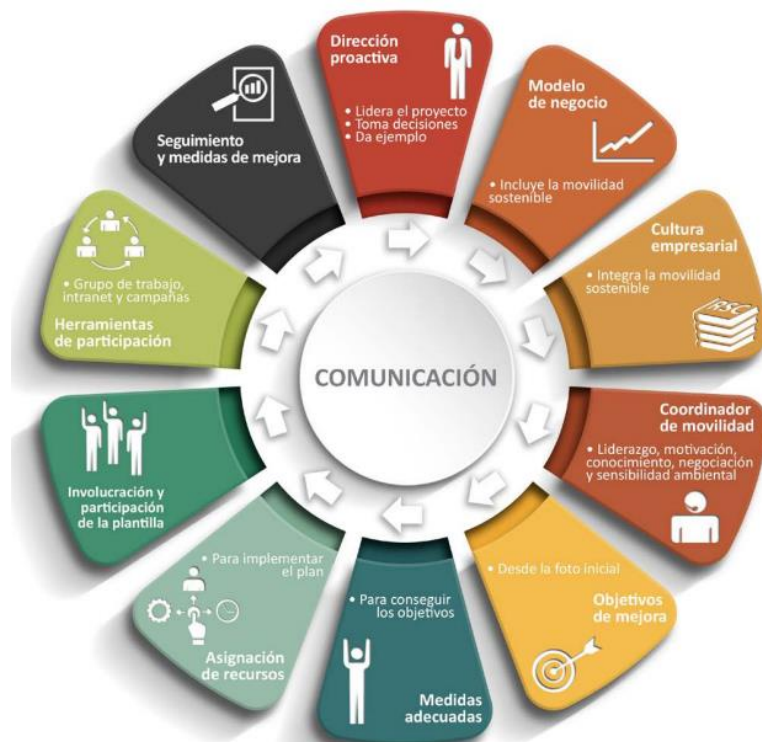 Dirección
proactiva
• Lidera el proyecto
• Toma decisiones
• Da ejemplo
Modelo
de negocio
• Incluye la movilidad
sostenible
Cultura
empresarial
• Integra la movilidad
sostenible
RSC
Coordinador
de movilidad
• Liderazgo, motivación,
conocimiento, negociación
y sensibilidad ambiental
• Desde la foto inicial
Objetivos
de mejora
• Para conseguir
los objetivos
Medidas
adecuadas
• Para implementar
el plan
Asignación
de recursos
Involucración y
participación
de la plantilla
• Grupo de trabajo,
intranet y campañas
Herramientas
de participación
Seguimiento
y medidas de mejora
COMUNICACIÓN